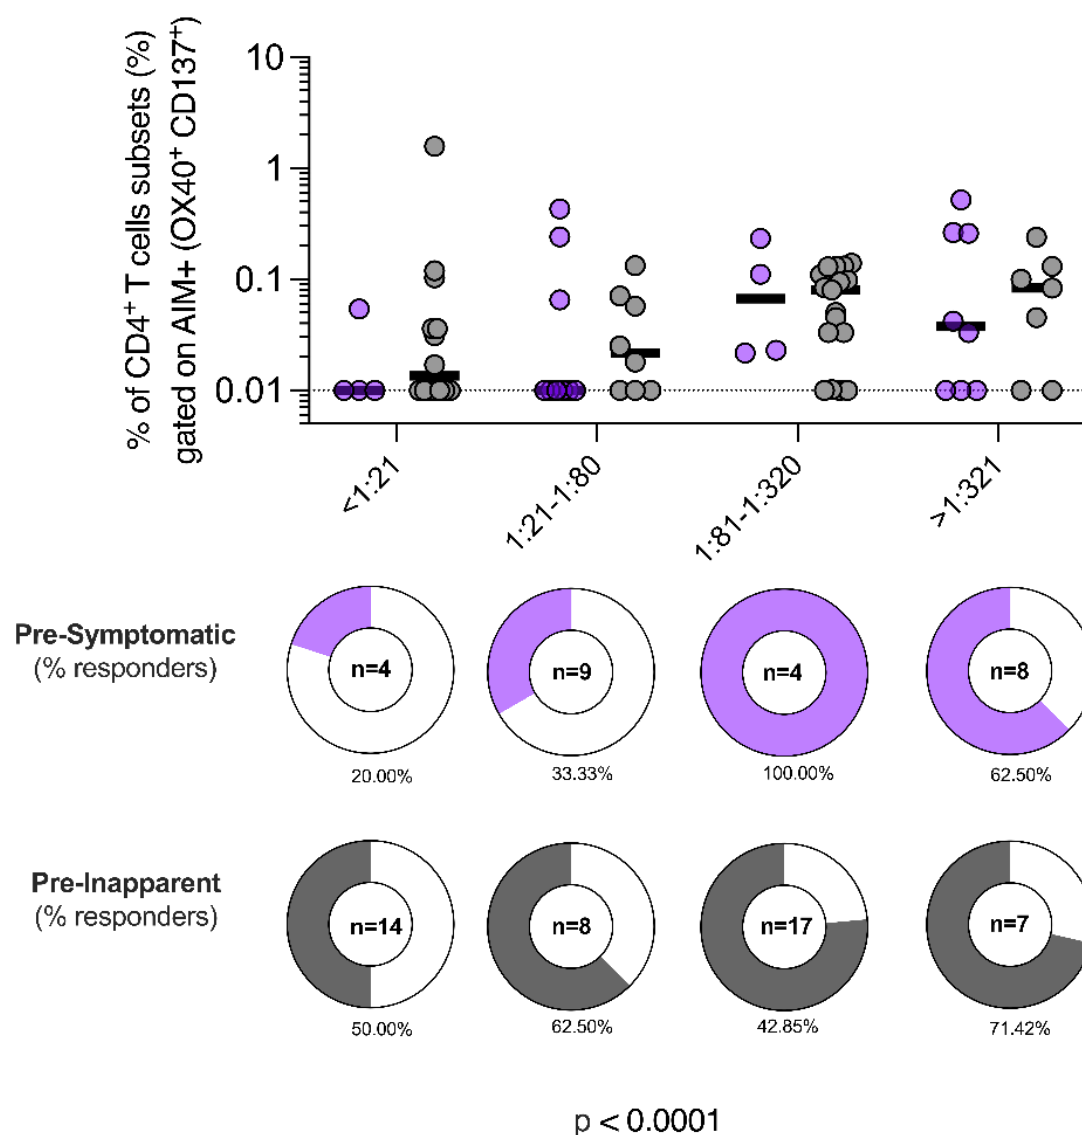 % of CD4⁺ T cells subsets (%)
gated on AIM+ (OX40⁺ CD137⁺)
10
1
0.1
0.01
<1:21
1:21-1:80
1:81-1:320
>1:321
Pre-Symptomatic
(% responders)
n=4
n=9
n=4
n=8
20.00%
33.33%
100.00%
62.50%
Pre-Inapparent
(% responders)
n=14
n=8
n=17
n=7
50.00%
62.50%
42.85%
71.42%
p < 0.0001